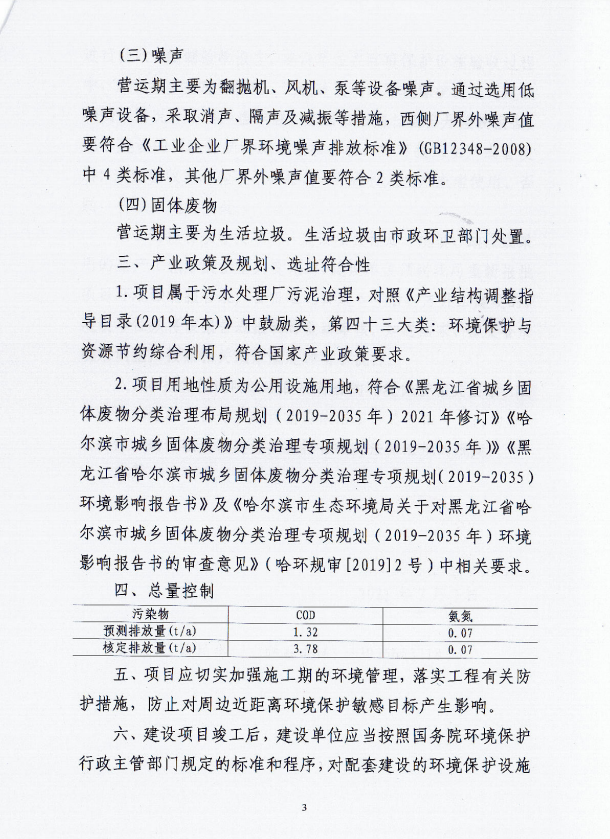 (三)噪声
营运期主要为翻抛机、风机、泵等设备噪声。通过选用低
噪声设备，采取消声、隔声及减振等措施，西侧厂界外噪声值
要符合《工业企业厂界环境噪声排放标准》(GB12348-2008)
中 4 类标准，其他厂界外噪声值要符合 2 类标准。
(四)固体废物
营运期主要为生活垃圾。生活垃圾由市政环卫部门处置。
三、产业政策及规划、选址符合性
1.项目属于污水处理厂污泥治理，对照《产业结构调整指
导目录(2019 年本)》中鼓励类，第四十三大类：环境保护与
资源节约综合利用，符合国家产业政策要求。
2.项目用地性质为公用设施用地，符合《黑龙江省城乡固
体废物分类治理布局规划（2019-2035 年）2021 年修订》《哈
尔滨市城乡固体废物分类治理专项规划（2019-2035 年）》《黑
龙江省哈尔滨市城乡固体废物分类治理专项规划(2019-2035)
环境影响报告书》及《哈尔滨市生态环境局关于对黑龙江省哈
尔滨市城乡固体废物分类治理专项规划（2019-2035 年）环境
影响报告书的审查意见》（哈环规审[2019]2 号）中相关要求。
四、总量控制
污染物 COD 氨氮
预测排放量(t/a) 1.32 0.07
核定排放量(t/a) 3.78 0.07
五、项目应切实加强施工期的环境管理，落实工程有关防
护措施，防止对周边近距离环境保护敏感目标产生影响。
六、建设项目竣工后，建设单位应当按照国务院环境保护
行政主管部门规定的标准和程序，对配套建设的环境保护设施
3